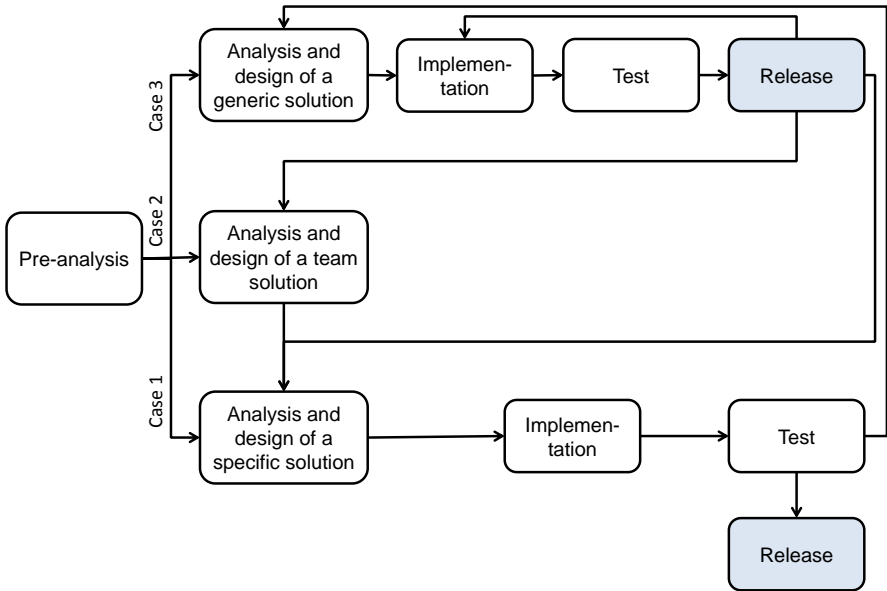 Analysis and
design of a
generic solution
Implemen-
tation
Test
Release
Case 3
Case 2
Pre-analysis
Analysis and
design of a team
solution
Case 1
Analysis and
design of a
specific solution
Implemen-
tation
Test
Release